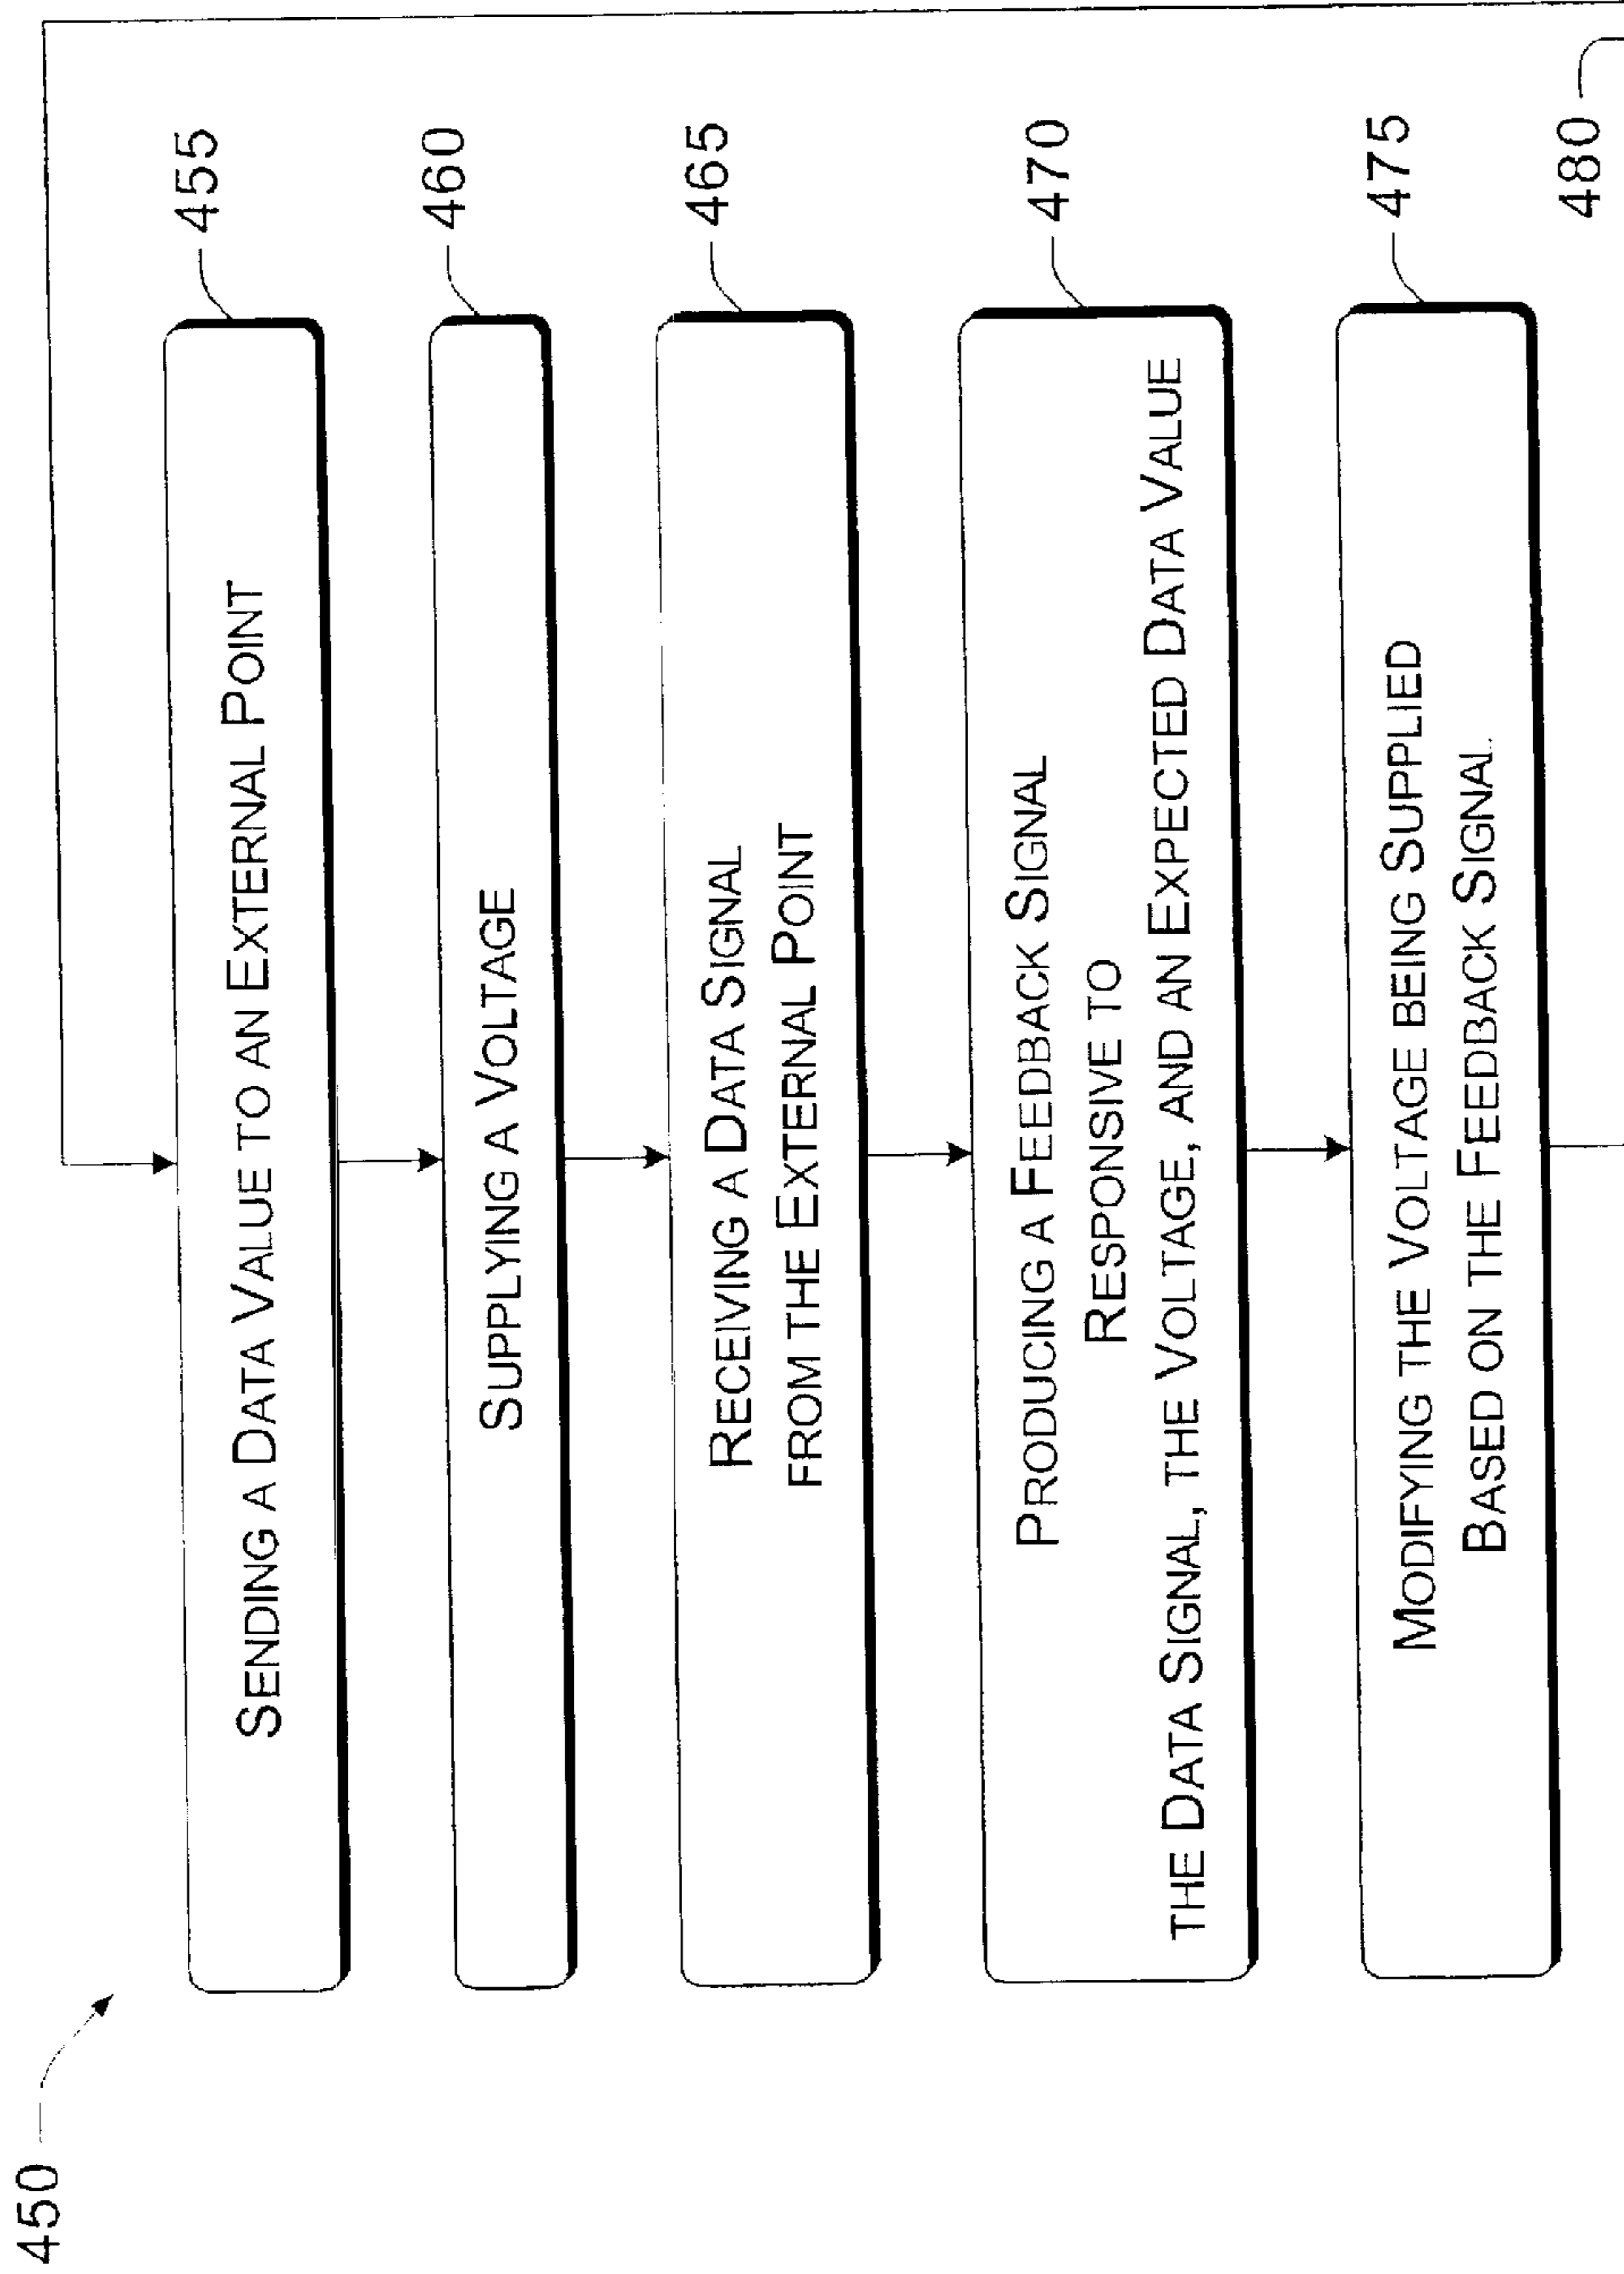 450
SENDING A DATA VALUE TO AN EXTERNAL POINT
455
SUPPLYING A VOLTAGE
460
RECEIVING A DATA SIGNAL
FROM THE EXTERNAL POINT
465
PRODUCING A FEEDBACK SIGNAL
RESPONSIVE TO
THE DATA SIGNAL, THE VOLTAGE, AND AN EXPECTED DATA VALUE
470
MODIFYING THE VOLTAGE BEING SUPPLIED
BASED ON THE FEEDBACK SIGNAL.
475
480